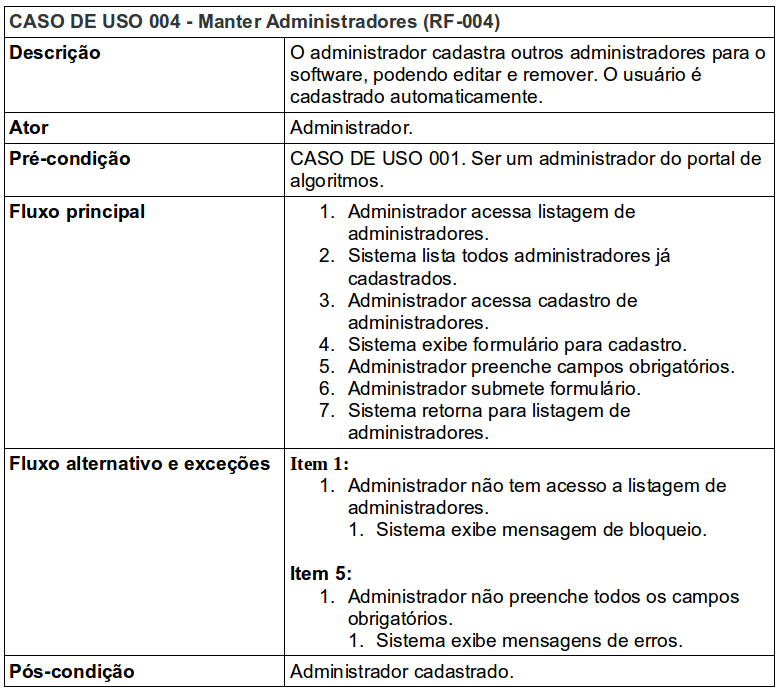 CASO DE USO 004 - Manter Administradores (RF-004)
Descrição
O administrador cadastra outros administradores para o
software, podendo editar e remover. O usuário é
cadastrado automaticamente.
Ator
Administrador.
Pré-condição
CASO DE USO 001. Ser um administrador do portal de
algoritmos.
Fluxo principal
1. Administrador acessa listagem de
administradores.
2. Sistema lista todos administradores já
cadastrados.
3. Administrador acessa cadastro de
administradores.
4. Sistema exibe formulário para cadastro.
5. Administrador preenche campos obrigatórios.
6. Administrador submete formulário.
7. Sistema retorna para listagem de
administradores.
Fluxo alternativo e exceções
Item 1:
1. Administrador não tem acesso a listagem de
administradores.
1. Sistema exibe mensagem de bloqueio.
Item 5:
1. Administrador não preenche todos os campos
obrigatórios.
1. Sistema exibe mensagens de erros.
Pós-condição
Administrador cadastrado.